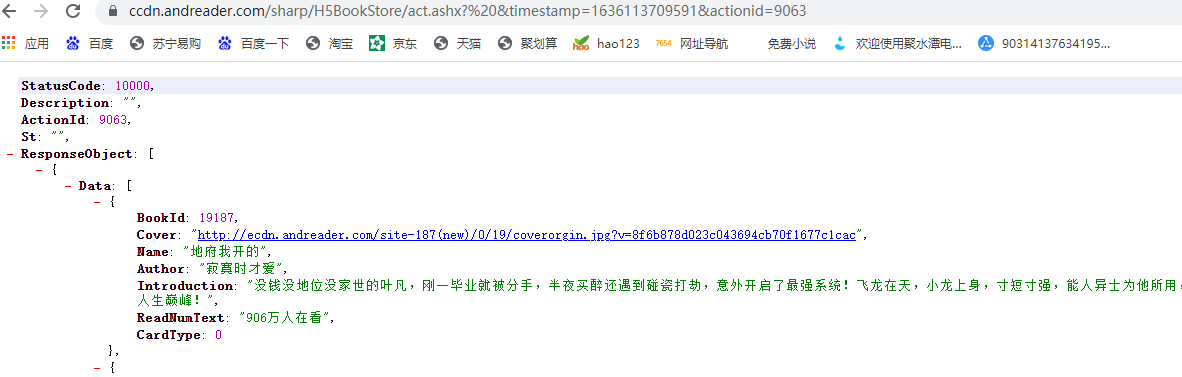 ccdn.andreader.com/sharp/H5BookStore/act.ashx?%20&timestamp=1636113709591&actionid=9063
应用 百度 苏宁易购 百度一下 淘宝 京东 天猫 聚划算 hao123 7654 网址导航 免费小说 欢迎使用聚水潭电... 90314137634195...
StatusCode: 10000,
Description: "",
ActionId: 9063,
St: "",
- ResponseObject: [
- {
- Data: [
- {
BookId: 19187,
Cover: "http://ecdn.andreader.com/site-187(new)/0/19/coverorgin.jpg?v=8f6b878d023c043694cb70f1677c1cac",
Name: "地府我开的",
Author: "寂寞时才爱",
Introduction: "没钱没地位没家世的叶凡，刚一毕业就被分手，半夜买醉还遇到碰瓷打劫，意外开启了最强系统！飞龙在天，小龙上身，寸短寸强，能人异士为他所用，
人生巅峰！",
ReadNumText: "906万人在看",
CardType: 0
},
- {